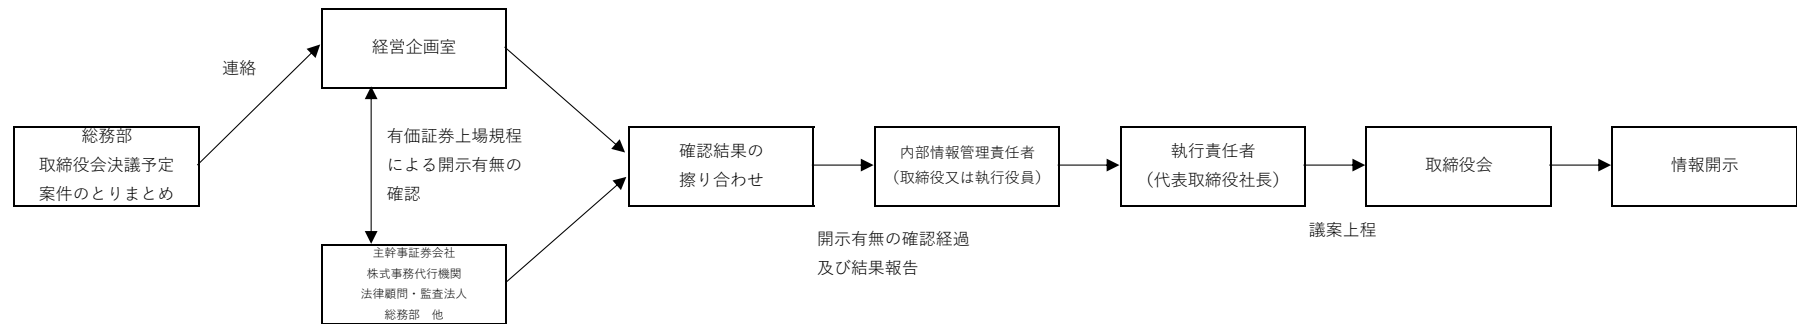 総務部
取締役会決議予定
案件のとりまとめ
連絡
経営企画室
有価証券上場規程
による開示有無の
確認
主幹事証券会社
株式事務代行機関
法律顧問・監査法人
総務部　他
確認結果の
擦り合わせ
開示有無の確認経過
及び結果報告
内部情報管理責任者
（取締役又は執行役員）
執行責任者
（代表取締役社長）
議案上程
取締役会
情報開示